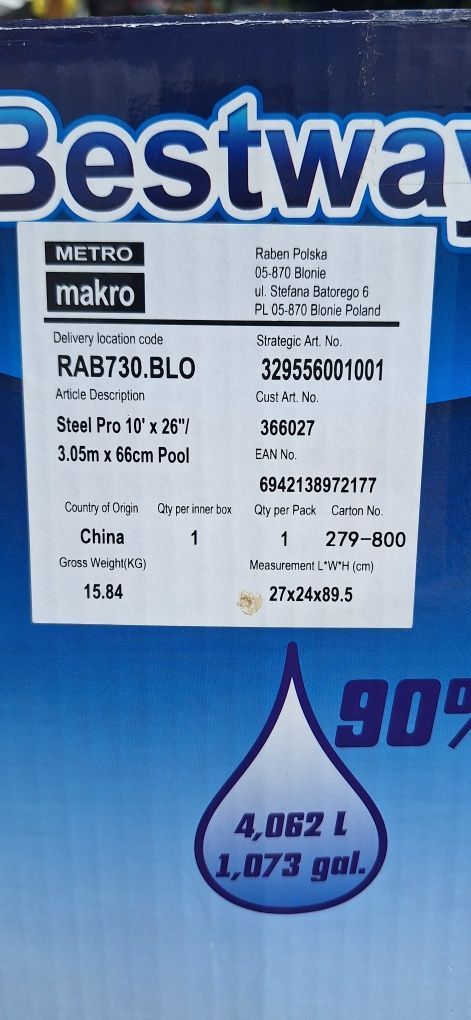 Bestway
METRO
makro
Raben Polska
05-870 Blonie
ul. Stefana Batorego 6
PL 05-870 Blonie Poland
Delivery location code
RAB730.BLO
Strategic Art. No.
329556001001
Article Description
Steel Pro 10' x 26"/
3.05m x 66cm Pool
Cust Art. No.
366027
EAN No.
6942138972177
Country of Origin Qty per inner box Qty per Pack Carton No.
China 1 1 279-800
Gross Weight(KG) Measurement L*W*H (cm)
15.84 27x24x89.5
90%
4,062 L
1,073 gal.